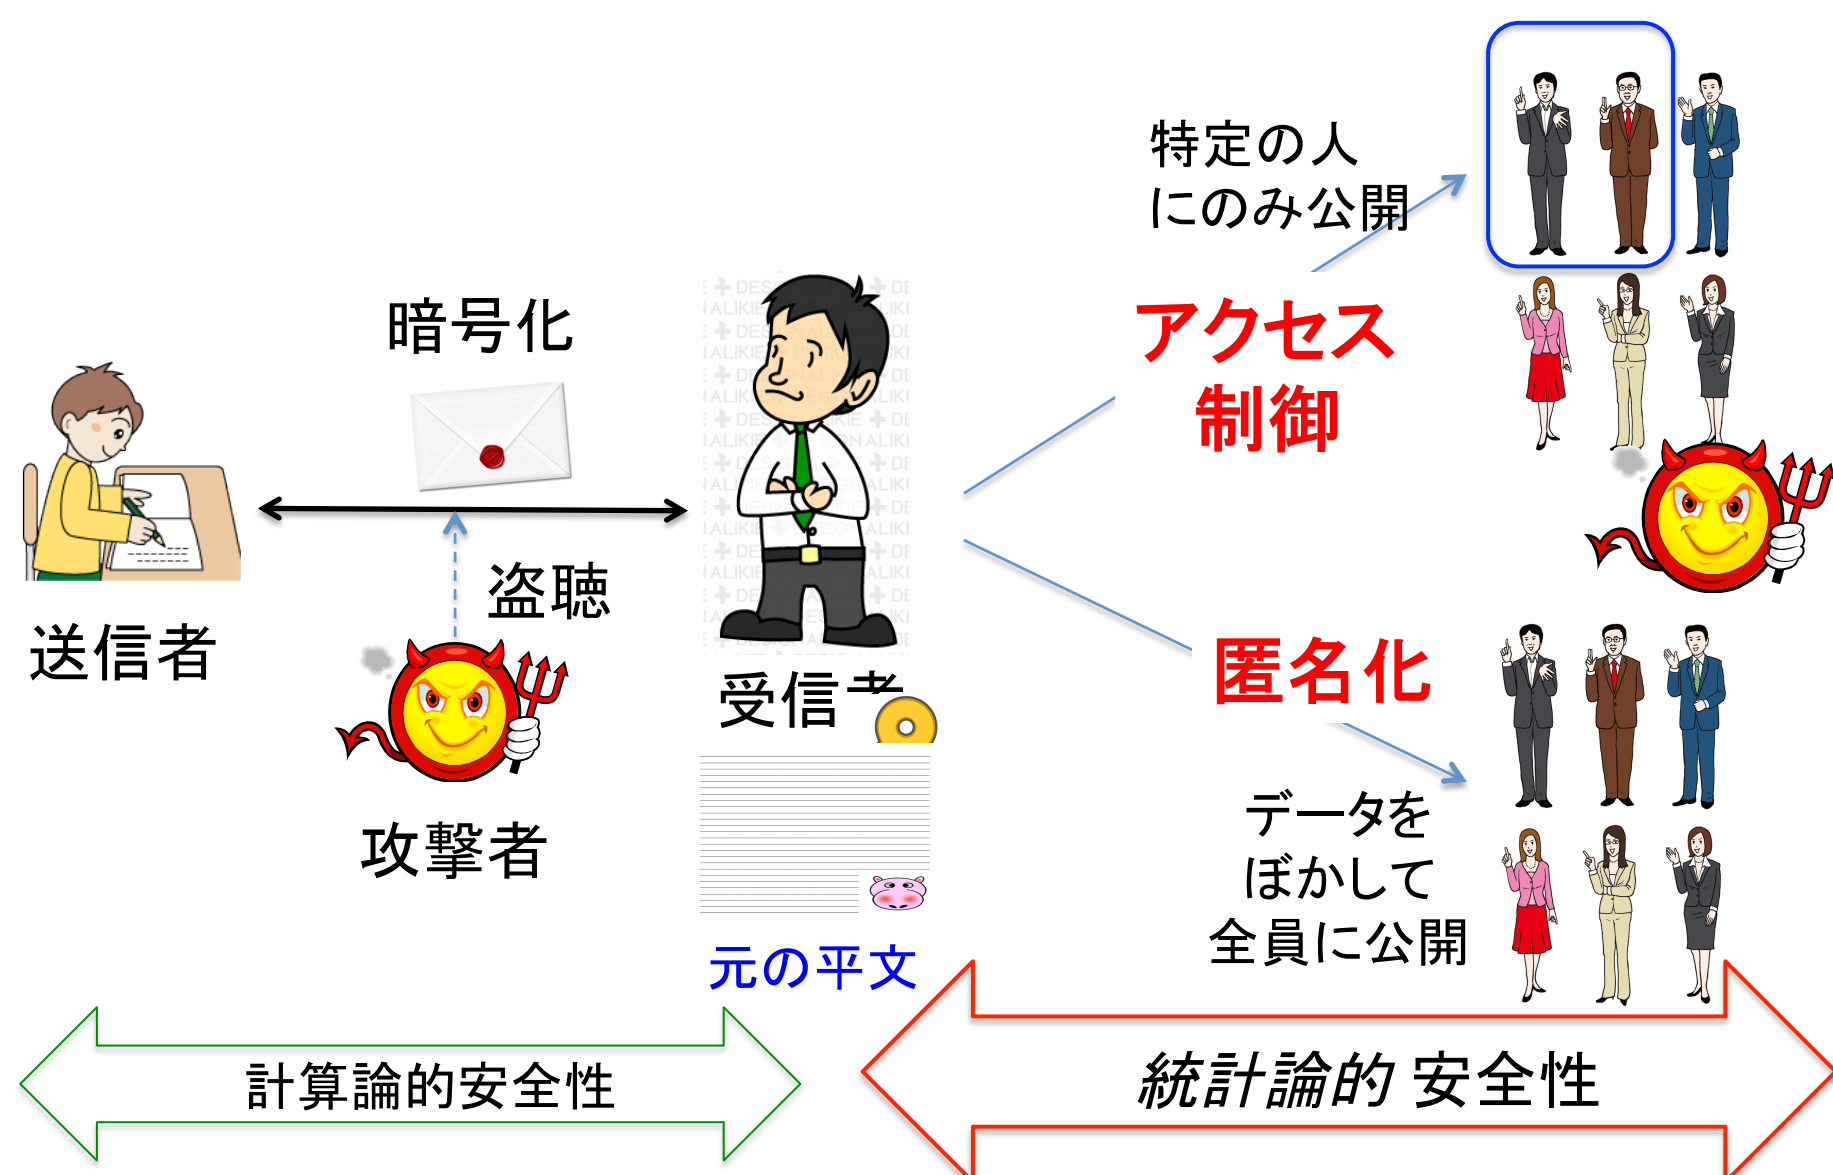 特定の人
にのみ公開
暗号化
アクセス
制御
盗聴
送信者
受信者
匿名化
攻撃者
データを
ぼかして
全員に公開
元の平文
計算論的安全性
統計論的 安全性